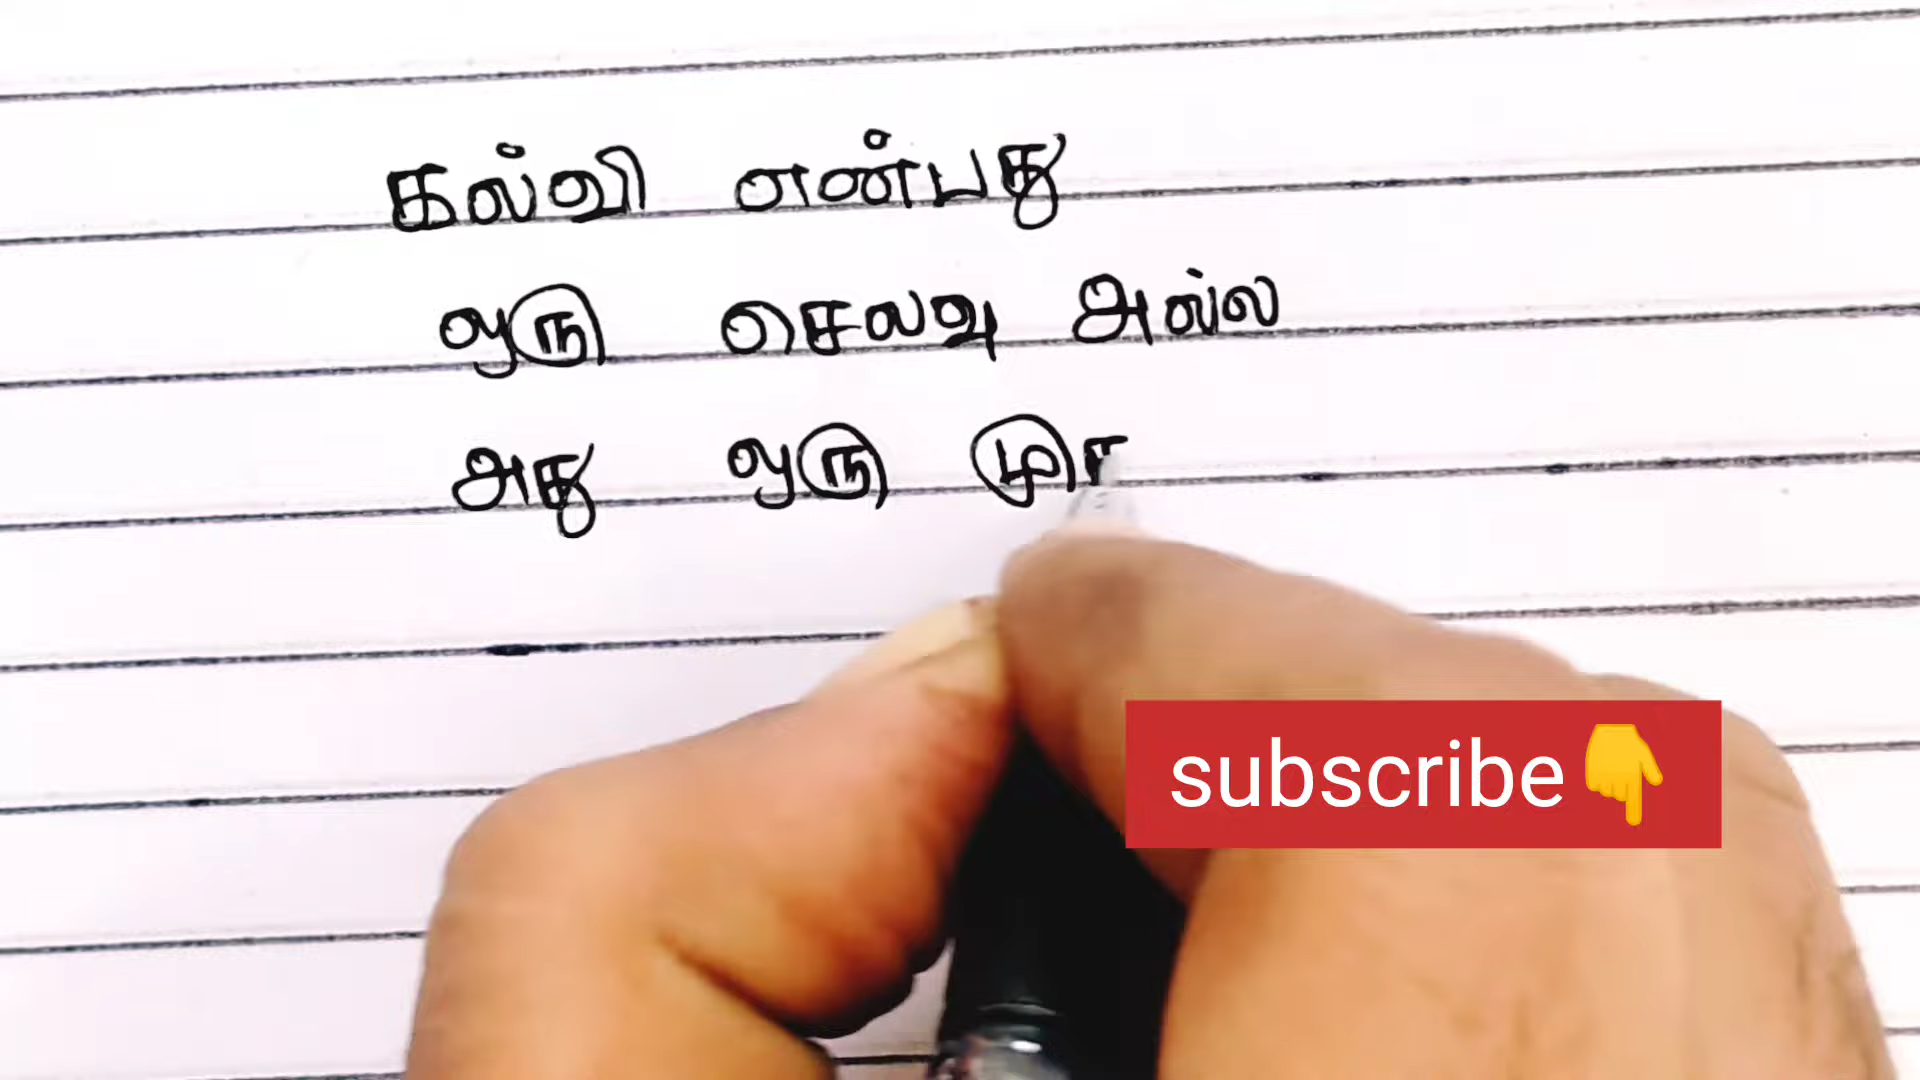 கல்வி என்பது
ஒரு செலவு அல்ல
அது ஒரு மு
subscribe👇